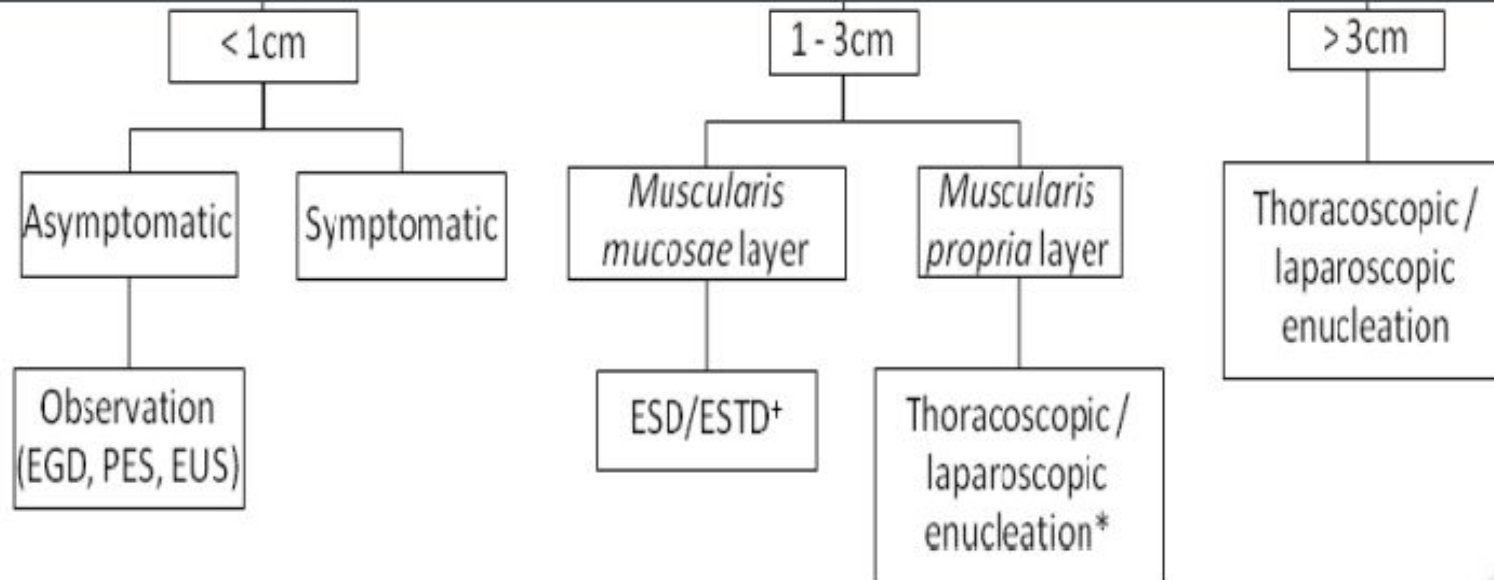 < 1cm
1 - 3cm
> 3cm
Asymptomatic
Symptomatic
Muscularis
mucosae layer
Muscularis
propria layer
Thoracoscopic /
laparoscopic
enucleation
Observation
(EGD, PES, EUS)
ESD/ESTD⁺
Thoracoscopic /
laparoscopic
enucleation*